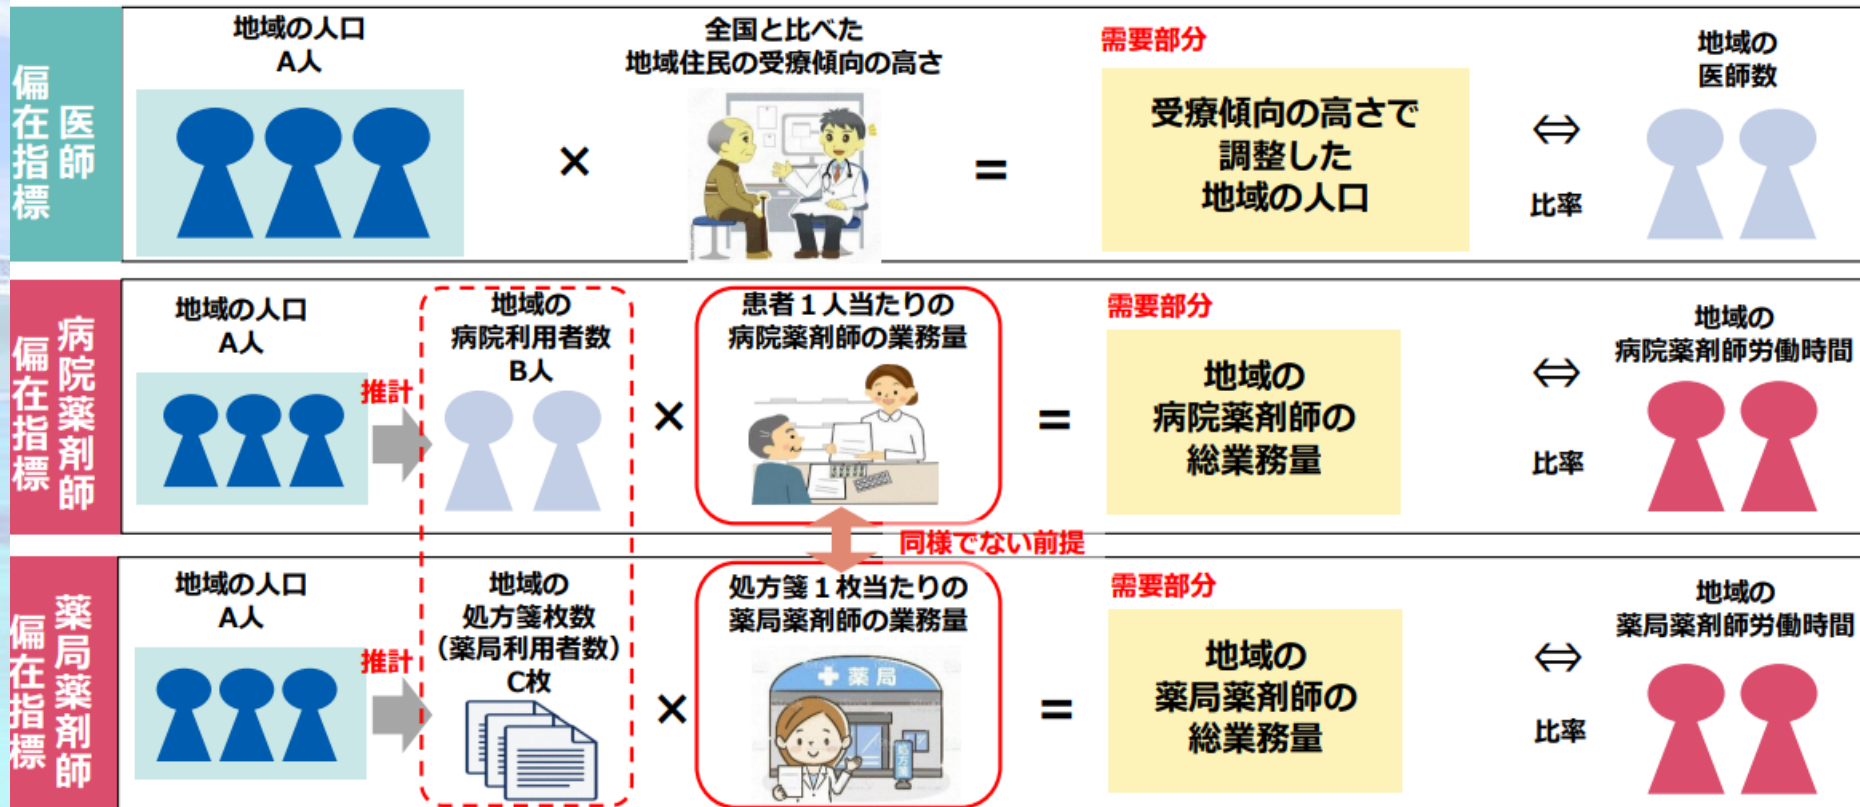 医師
偏在指標
地域の人口
A人
×
全国と比べた
地域住民の受療傾向の高さ
=
需要部分
受療傾向の高さで
調整した
地域の人口
⇔
比率
地域の
医師数
病院薬剤師
偏在指標
地域の人口
A人
推計
地域の
病院利用者数
B人
×
患者１人当たりの
病院薬剤師の業務量
=
需要部分
地域の
病院薬剤師の
総業務量
⇔
比率
地域の
病院薬剤師労働時間
同様でない前提
薬局薬剤師
偏在指標
地域の人口
A人
推計
地域の
処方箋枚数
（薬局利用者数）
C枚
×
処方箋１枚当たりの
薬局薬剤師の業務量
薬局
処方箋
=
需要部分
地域の
薬局薬剤師の
総業務量
⇔
比率
地域の
薬局薬剤師労働時間